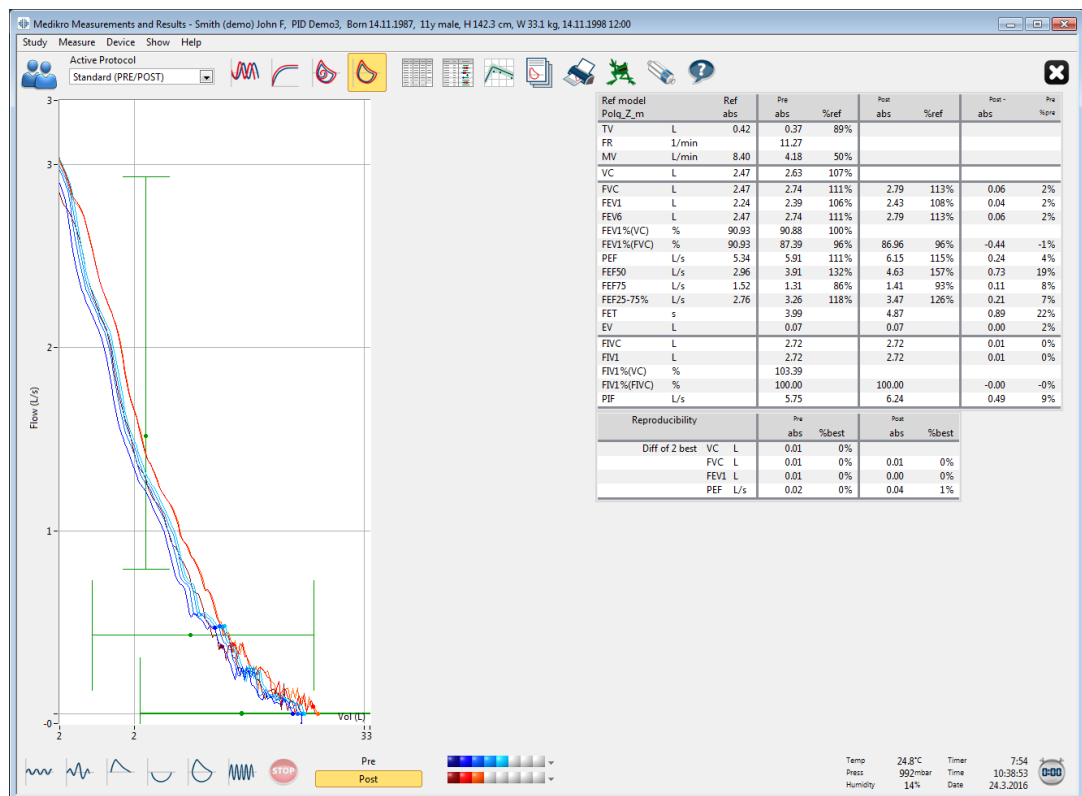 Medikro Measurements and Results - Smith (demo) John F, PID Demo3, Born 14.11.1987, 11y male, H 142.3 cm, W 33.1 kg, 14.11.1998 12:00
Study Measure Device Show Help
Active Protocol
Standard (PRE/POST)
Ref model Ref Pre Post Post - Pre
Polg_Z_m abs abs %ref abs %ref abs %pre
TV L 0.42 0.37 89%
FR 1/min 11.27
MV L/min 8.40 4.18 50%
VC L 2.47 2.63 107%
FVC L 2.47 2.74 111% 2.79 113% 0.06 2%
FEV1 L 2.24 2.39 106% 2.43 108% 0.04 2%
FEV6 L 2.47 2.74 111% 2.79 113% 0.06 2%
FEV1%(VC) % 90.93 90.88 100%
FEV1%(FVC) % 90.93 87.39 96% 86.96 96% -0.44 -1%
PEF L/s 5.34 5.91 111% 6.15 115% 0.24 4%
FEF50 L/s 2.96 3.91 132% 4.63 157% 0.73 19%
FEF75 L/s 1.52 1.31 86% 1.41 93% 0.11 8%
FEF25-75% L/s 2.76 3.26 118% 3.47 126% 0.21 7%
FET s 3.99 4.87 0.89 22%
EV L 0.07 0.07 0.00 2%
FIVC L 2.72 2.72 0.01 0%
FIV1 L 2.72 2.72 0.01 0%
FIV1%(VC) % 103.39
FIV1%(FIVC) % 100.00 100.00 -0.00 -0%
PIF L/s 5.75 6.24 0.49 9%
Reproducibility Pre Post
abs %best abs %best
Diff of 2 best VC L 0.01 0%
FVC L 0.01 0% 0.01 0%
FEV1 L 0.01 0% 0.00 0%
PEF L/s 0.02 0% 0.04 1%
3
3
2
1
-0
Flow (L/s)
Vol (L)
2 2 33
STOP
Pre
Post
Temp 24.8°C Timer 7:54
Press 992mbar Time 10:38:53
Humidity 14% Date 24.3.2016
0:00